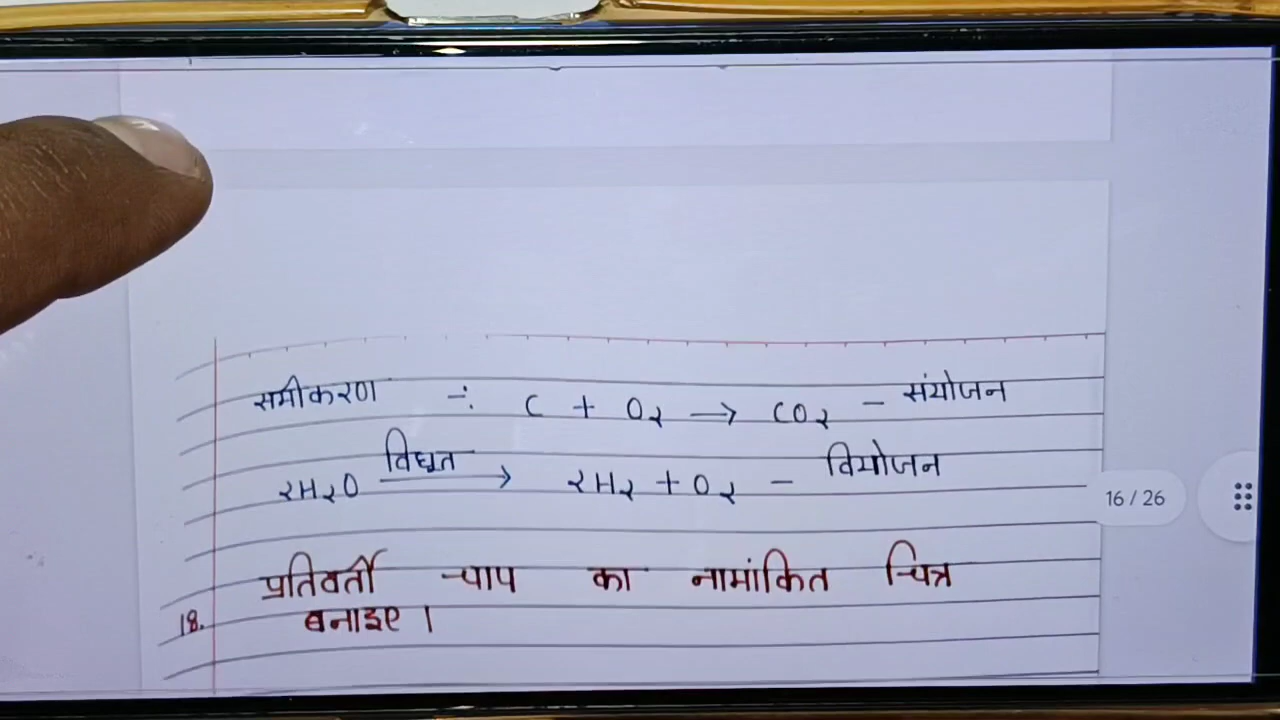 समीकरण -: C + O₂ → CO₂ - संयोजन
2H₂O विधुत → 2H₂ + O₂ - वियोजन
16 / 26
प्रतिवर्ती चाप का नामांकित चित्र
18. बनाइए ।